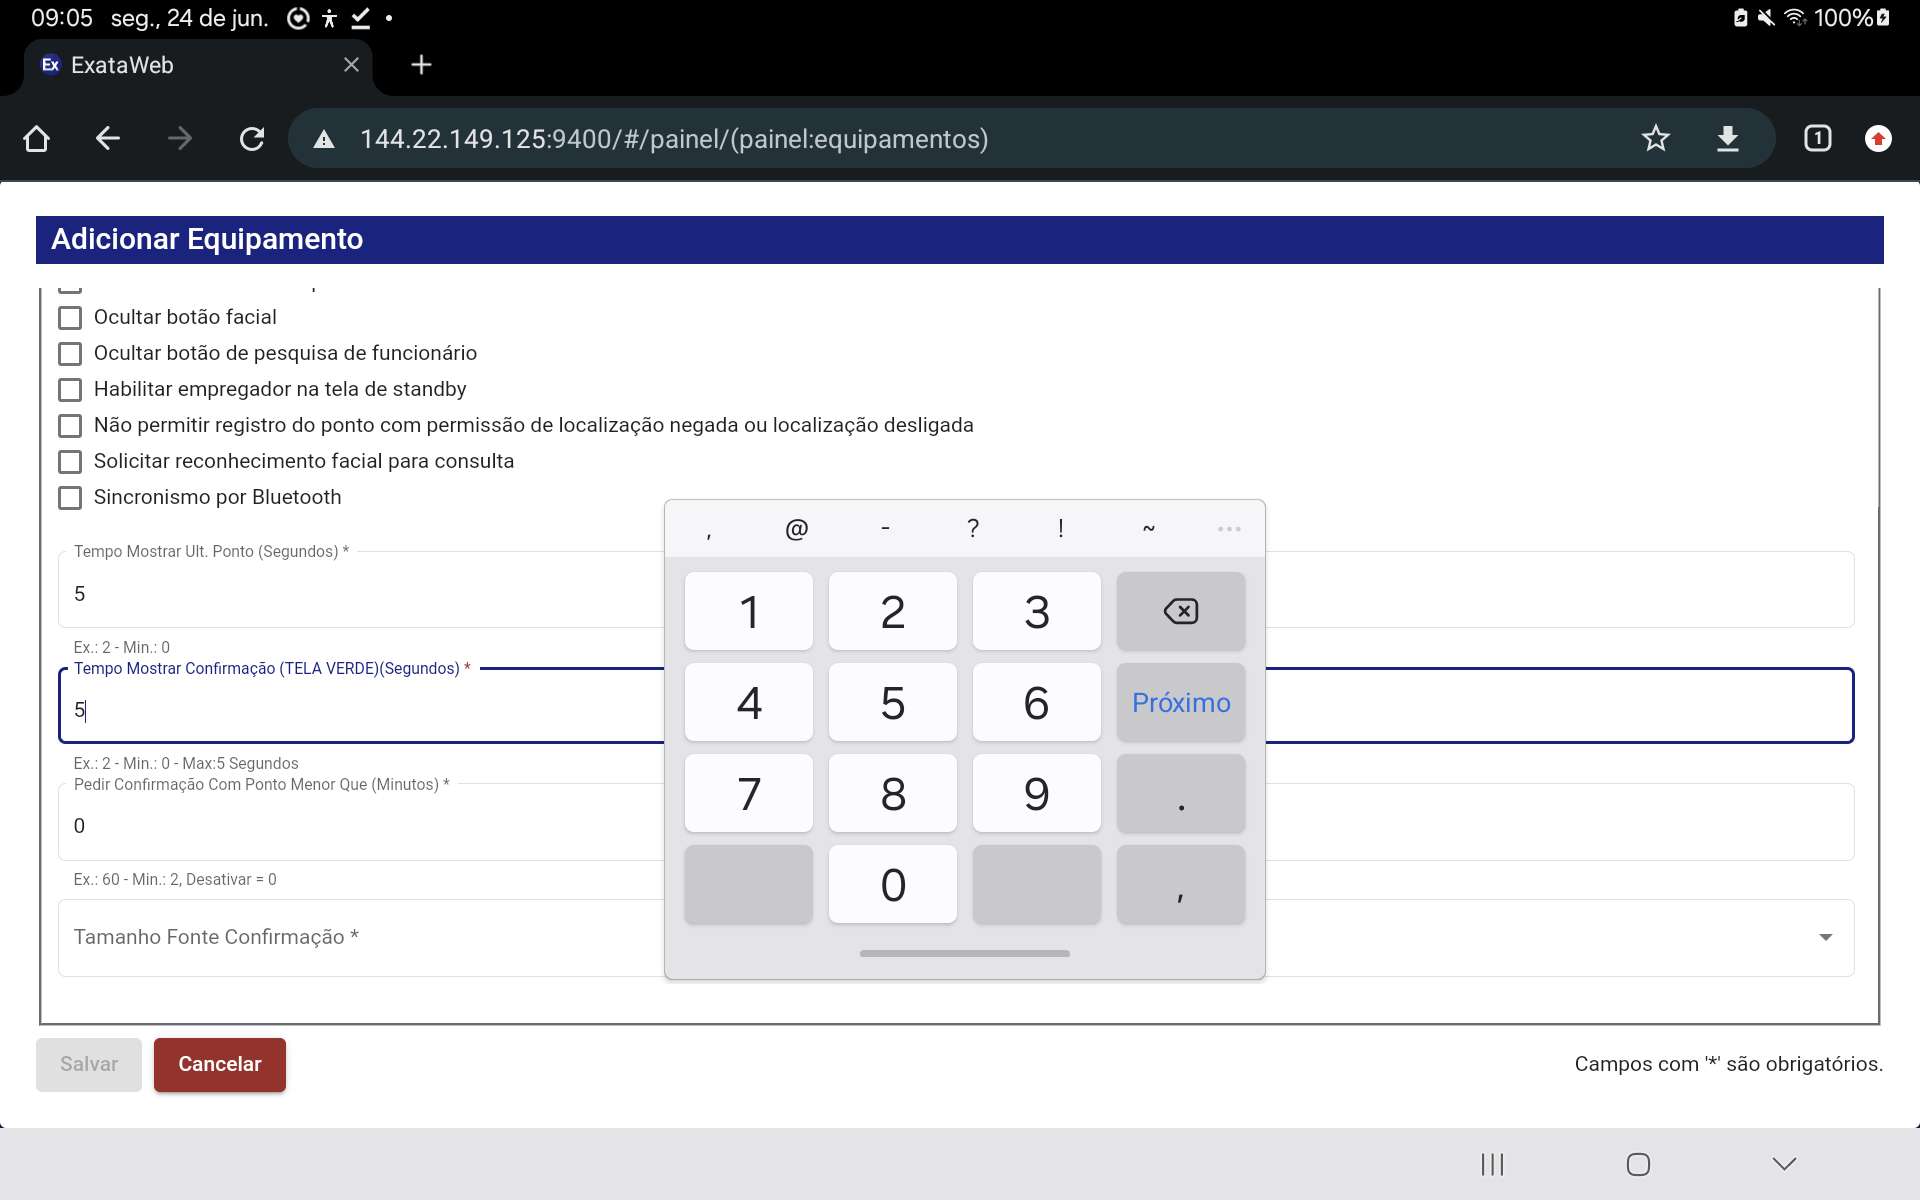 09:05 seg., 24 de jun. 100%
Ex ExataWeb
144.22.149.125:9400/#/painel/(painel:equipamentos) 1
Adicionar Equipamento
Ocultar botão facial
Ocultar botão de pesquisa de funcionário
Habilitar empregador na tela de standby
Não permitir registro do ponto com permissão de localização negada ou localização desligada
Solicitar reconhecimento facial para consulta
Sincronismo por Bluetooth
Tempo Mostrar Ult. Ponto (Segundos) *
5
Ex.: 2 - Min.: 0
Tempo Mostrar Confirmação (TELA VERDE)(Segundos) *
5
Ex.: 2 - Min.: 0 - Max:5 Segundos
Pedir Confirmação Com Ponto Menor Que (Minutos) *
0
Ex.: 60 - Min.: 2, Desativar = 0
Tamanho Fonte Confirmação *
, @ - ? ! ~ ...
1 2 3
4 5 6 Próximo
7 8 9 .
0 ,
Salvar Cancelar Campos com '*' são obrigatórios.